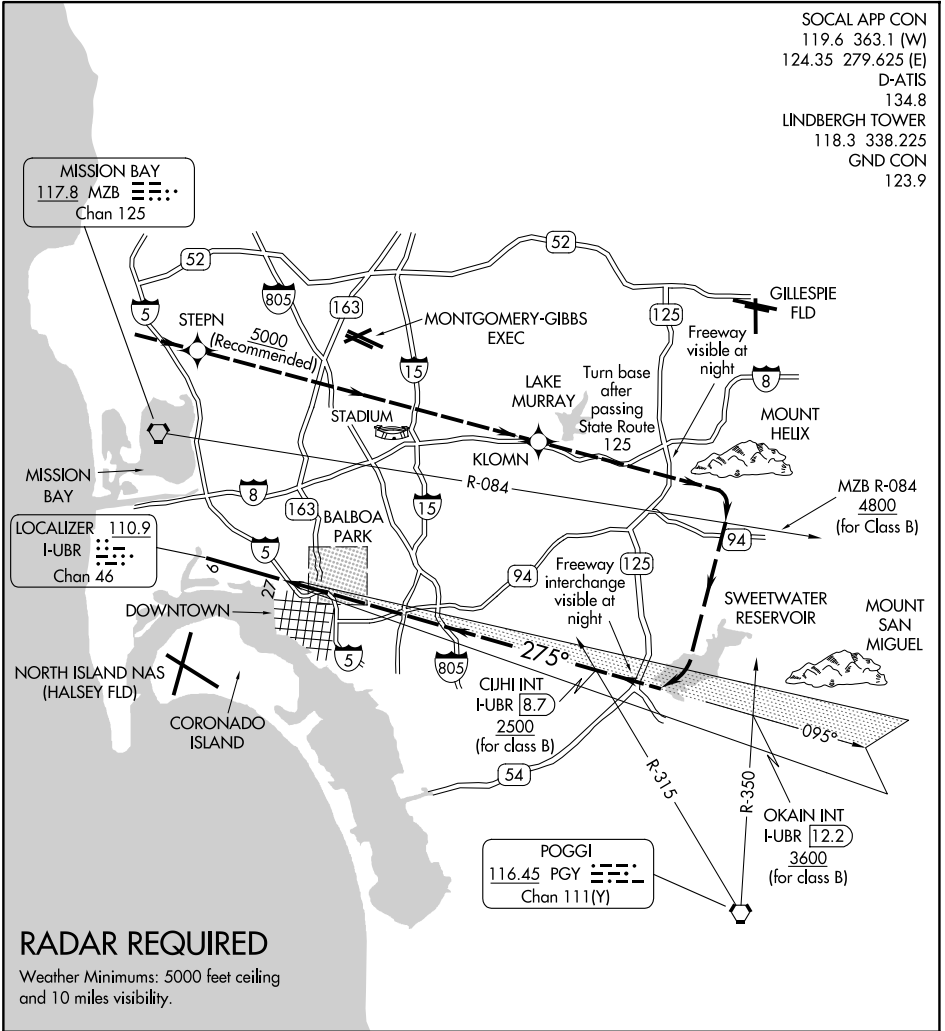 SOCAL APP CON
119.6 363.1 (W)
124.35 279.625 (E)
D-ATIS
134.8
LINDBERGH TOWER
118.3 338.225
GND CON
123.9
MISSION BAY
117.8 MZB
Chan 125
52
52
5
805
163
125
GILLESPIE
FLD
STEPN
5000
(Recommended)
MONTGOMERY-GIBBS
EXEC
Freeway
visible at
night
15
8
LAKE
MURRAY
Turn base
after
passing
State Route
125
STADIUM
MOUNT
HELIX
KLOMN
MISSION
BAY
R-084
8
163
15
MZB R-084
4800
(for Class B)
94
LOCALIZER 110.9
I-UBR
Chan 46
5
BALBOA
PARK
6
27
94
125
Freeway
interchange
visible at
night
DOWNTOWN
SWEETWATER
RESERVOIR
MOUNT
SAN
MIGUEL
5
805
275°
NORTH ISLAND NAS
(HALSEY FLD)
CORONADO
ISLAND
CIJHI INT
I-UBR 8.7
2500
(for class B)
095°
54
R-315
R-350
OKAIN INT
I-UBR 12.2
3600
(for class B)
POGGI
116.45 PGY
Chan 111(Y)
RADAR REQUIRED
Weather Minimums: 5000 feet ceiling
and 10 miles visibility.